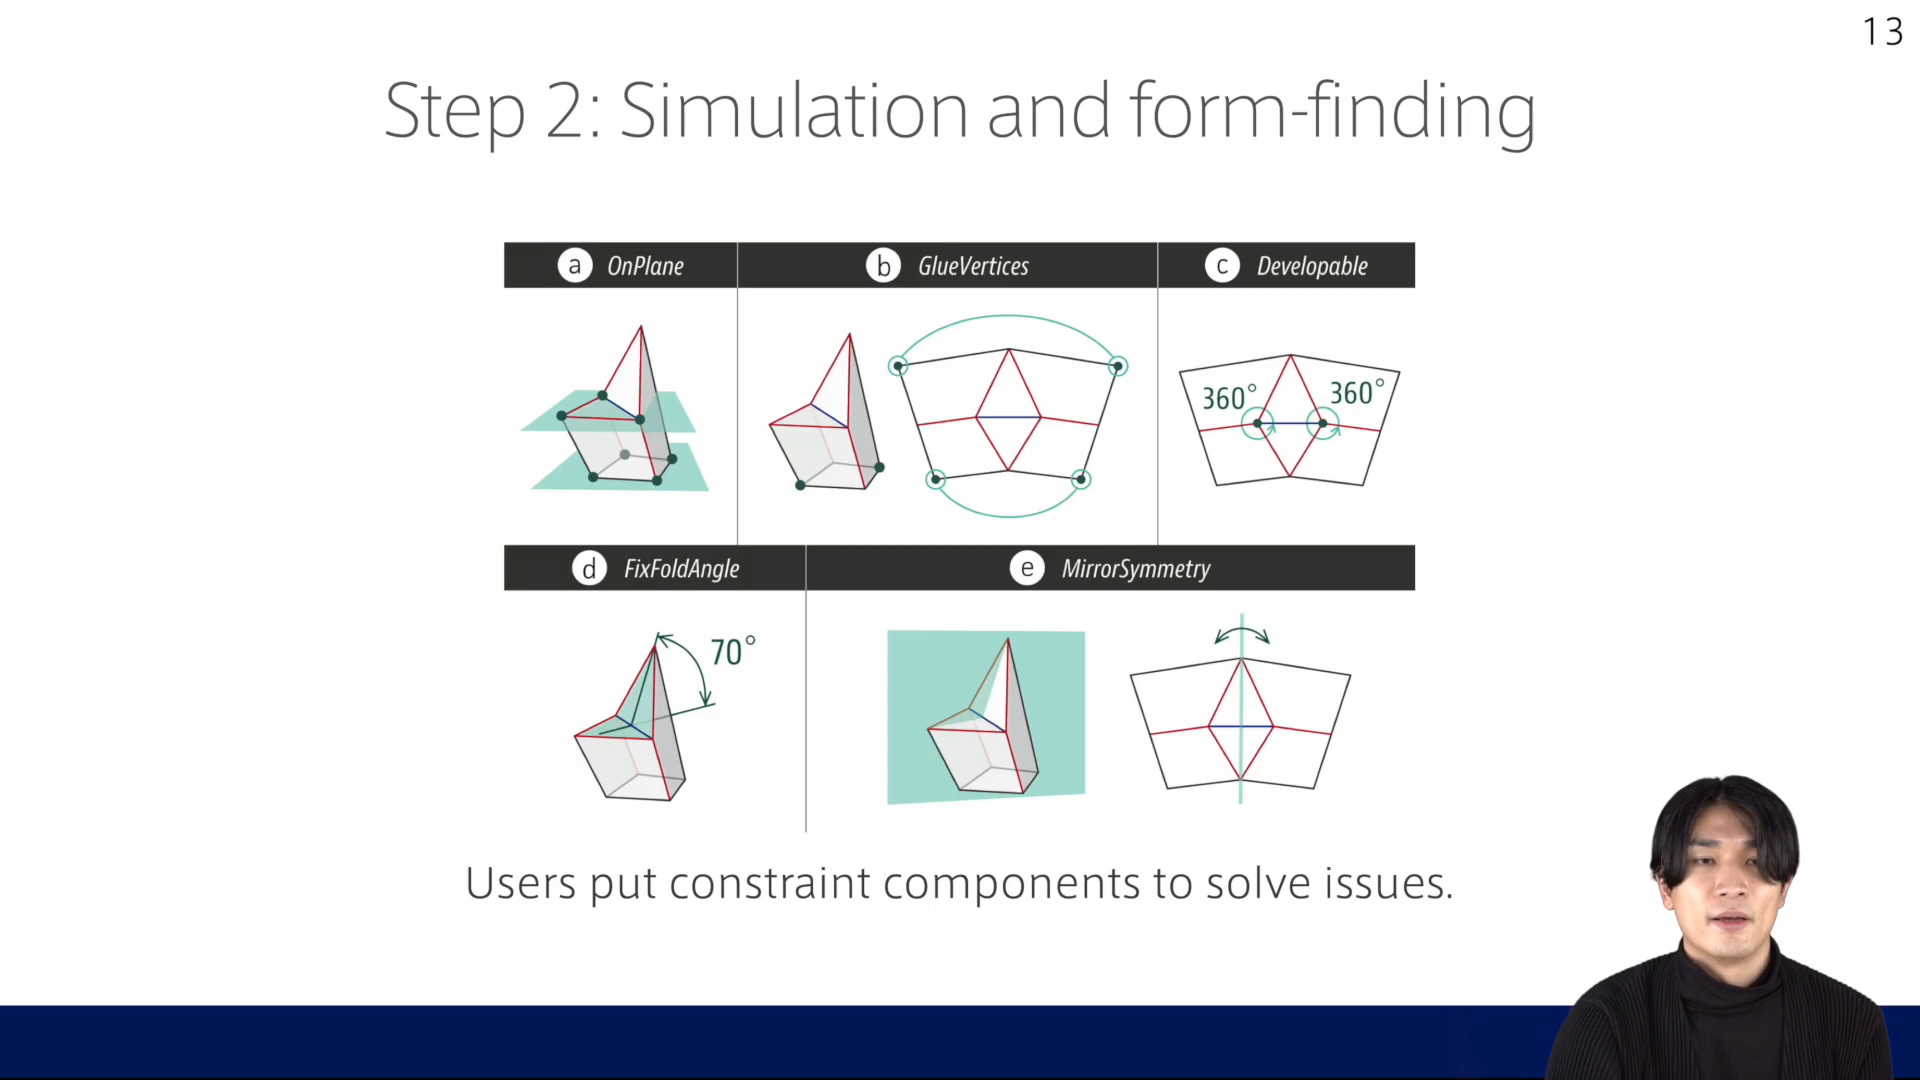 13
Step 2: Simulation and form-finding
a OnPlane
b GlueVertices
c Developable
360°
360°
d FixFoldAngle
e MirrorSymmetry
70°
Users put constraint components to solve issues.